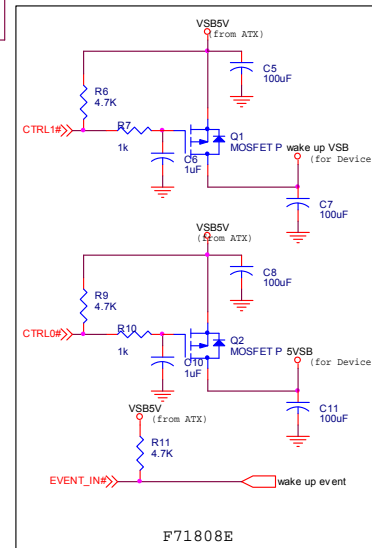 VSB5V
(from ATX)
C5
100uF
R6
4.7K
CTRL1#
R7
1k
C6
1uF
Q1
MOSFET P
wake up VSB
(for Device
C7
100uF
VSB5V
(from ATX)
C8
100uF
R9
4.7K
CTRL0#
R10
1k
C10
1uF
Q2
MOSFET P
5VSB
(for Device
C11
100uF
VSB5V
(from ATX)
R11
4.7K
EVENT_IN#
wake up event
F71808E